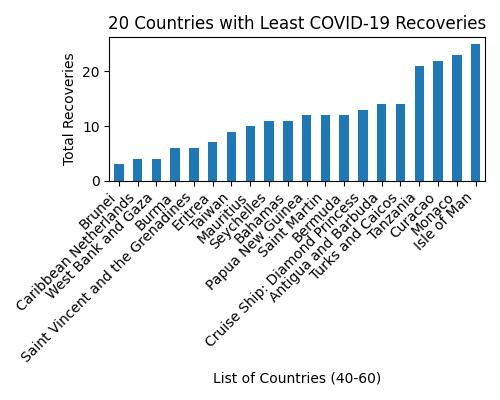 20 Countries with Least COVID-19 Recoveries
Total Recoveries
20
10
0
Brunei
Caribbean Netherlands
West Bank and Gaza
Burma
Saint Vincent and the Grenadines
Eritrea
Taiwan
Mauritius
Seychelles
Bahamas
Papua New Guinea
Saint Martin
Bermuda
Cruise Ship: Diamond Princess
Antigua and Barbuda
Turks and Caicos
Tanzania
Curacao
Monaco
Isle of Man
List of Countries (40-60)